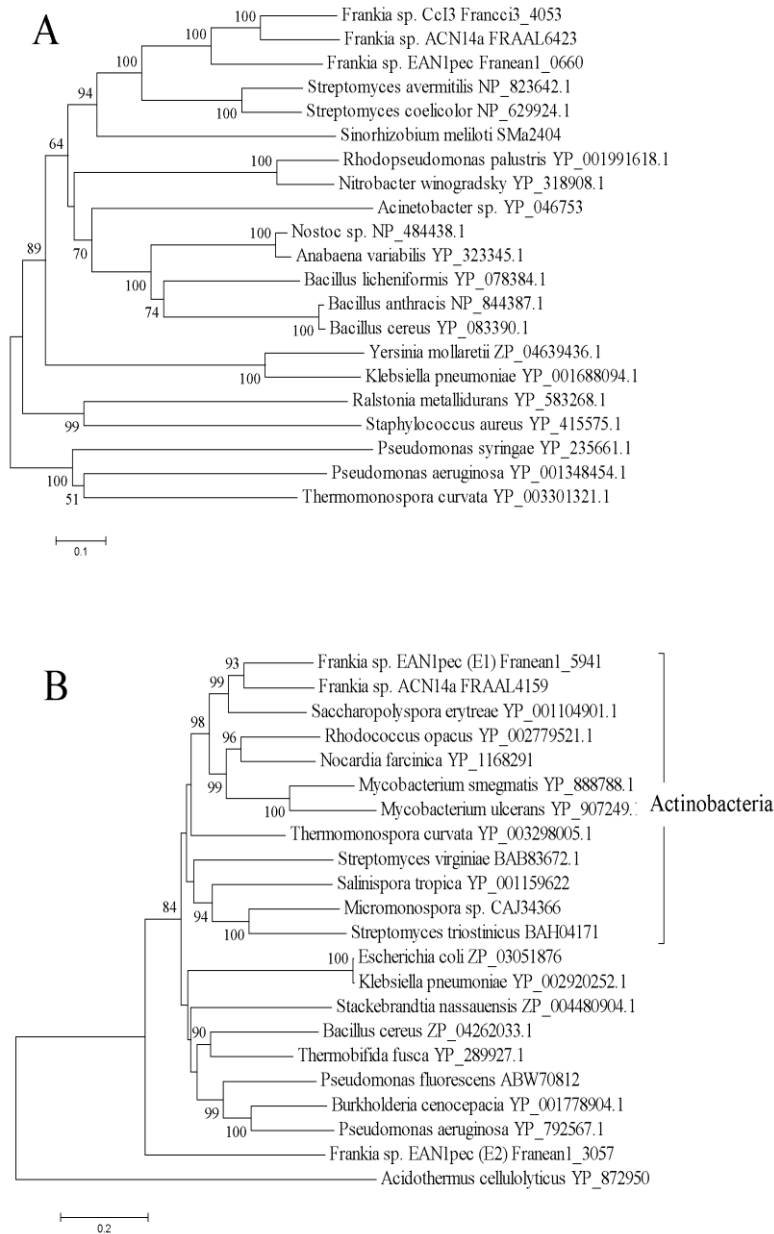 A
100
Frankia sp. CcI3 Francci3_4053
Frankia sp. ACN14a FRAAL6423
100
Frankia sp. EAN1pec Franean1_0660
100
Streptomyces avermitilis NP_823642.1
94
Streptomyces coelicolor NP_629924.1
100
Sinorhizobium meliloti SMa2404
64
Rhodopseudomonas palustris YP_001991618.1
100
Nitrobacter winogradsky YP_318908.1
Acinetobacter sp. YP_046753
Nostoc sp. NP_484438.1
100
89
70
Anabaena variabilis YP_323345.1
100
Bacillus licheniformis YP_078384.1
Bacillus anthracis NP_844387.1
74
100
Bacillus cereus YP_083390.1
Yersinia mollaretii ZP_04639436.1
100
Klebsiella pneumoniae YP_001688094.1
Ralstonia metallidurans YP_583268.1
99
Staphylococcus aureus YP_415575.1
Pseudomonas syringae YP_235661.1
100
Pseudomonas aeruginosa YP_001348454.1
51
Thermomonospora curvata YP_003301321.1
0.1
B
93
Frankia sp. EAN1pec (E1) Franean1_5941
99
Frankia sp. ACN14a FRAAL4159
98
Saccharopolyspora erytreae YP_001104901.1
96
Rhodococcus opacus YP_002779521.1
Nocardia farcinica YP_1168291
99
Mycobacterium smegmatis YP_888788.1
100
Mycobacterium ulcerans YP_907249.
Actinobacteria
Thermomonospora curvata YP_003298005.1
Streptomyces virginiae BAB83672.1
Salinispora tropica YP_001159622
84
94
Micromonospora sp. CAJ34366
100
Streptomyces triostinicus BAH04171
100
Escherichia coli ZP_03051876
Klebsiella pneumoniae YP_002920252.1
Stackebrandtia nassauensis ZP_004480904.1
90
Bacillus cereus ZP_04262033.1
Thermobifida fusca YP_289927.1
Pseudomonas fluorescens ABW70812
99
Burkholderia cenocepacia YP_001778904.1
100
Pseudomonas aeruginosa YP_792567.1
Frankia sp. EAN1pec (E2) Franean1_3057
Acidothermus cellulolyticus YP_872950
0.2